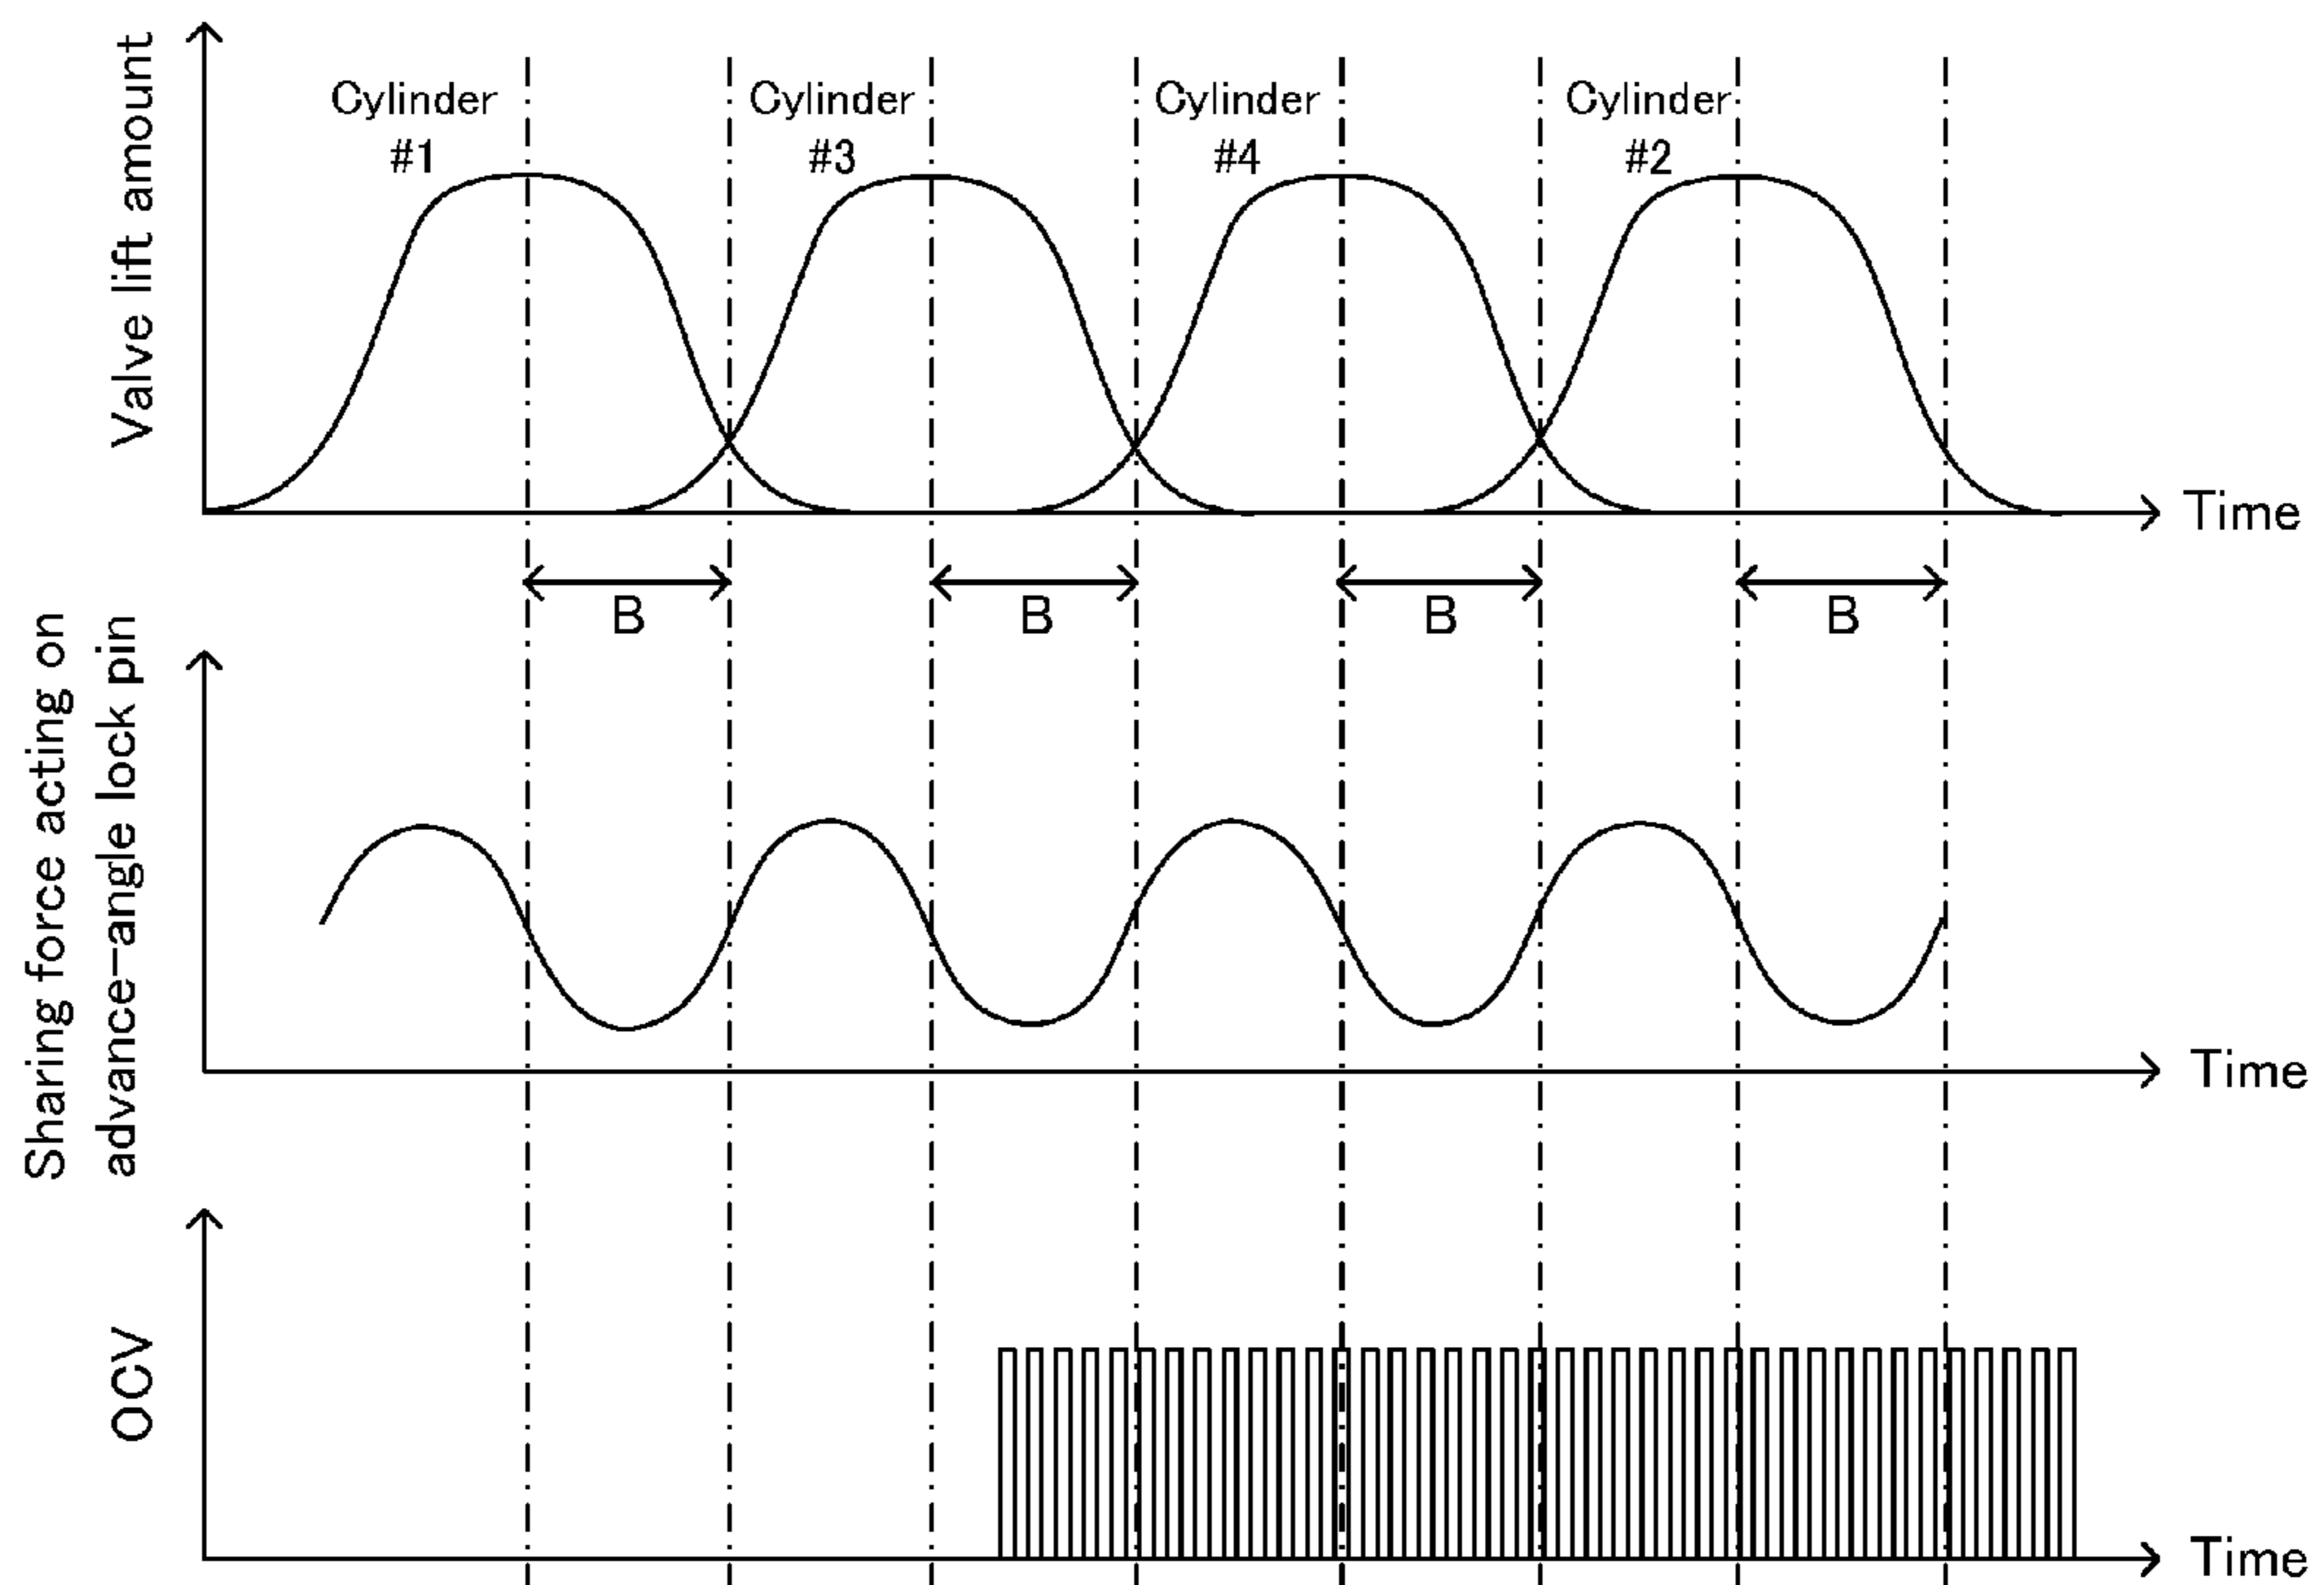 Valve lift amount
Cylinder
#1
Cylinder
#3
Cylinder
#4
Cylinder
#2
Time
B
B
B
B
Sharing force acting on
advance-angle lock pin
Time
OCV
Time